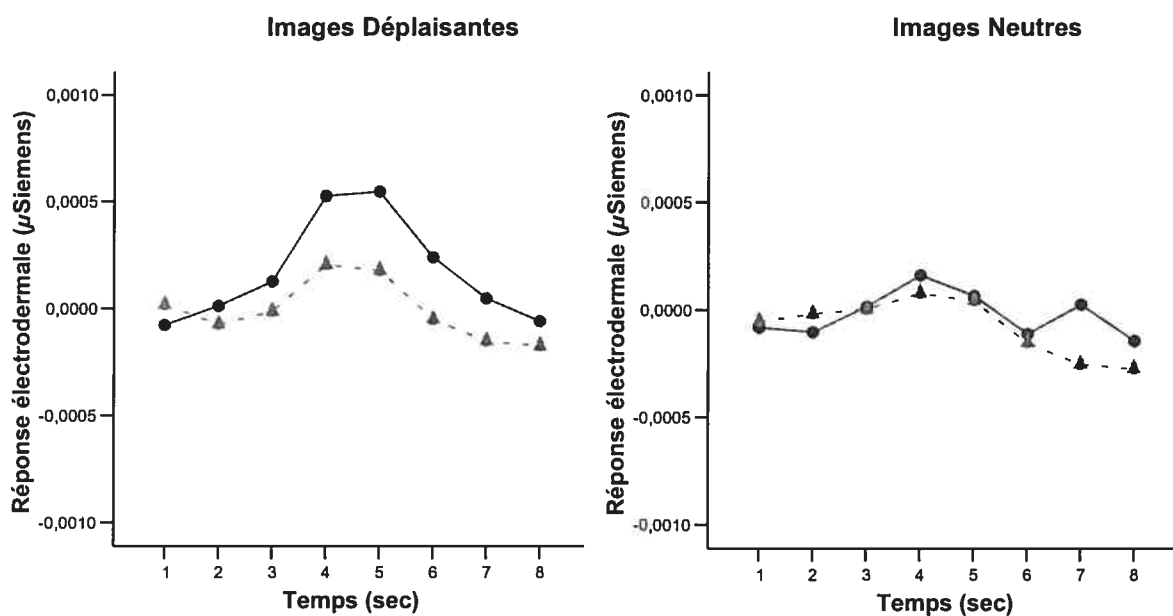 Images Déplaisantes
Réponse électrodermale (µSiemens)
0,0010
0,0005
0,0000
-0,0005
-0,0010
1 2 3 4 5 6 7 8
Temps (sec)
Images Neutres
Réponse électrodermale (µSiemens)
0,0010
0,0005
0,0000
-0,0005
-0,0010
1 2 3 4 5 6 7 8
Temps (sec)